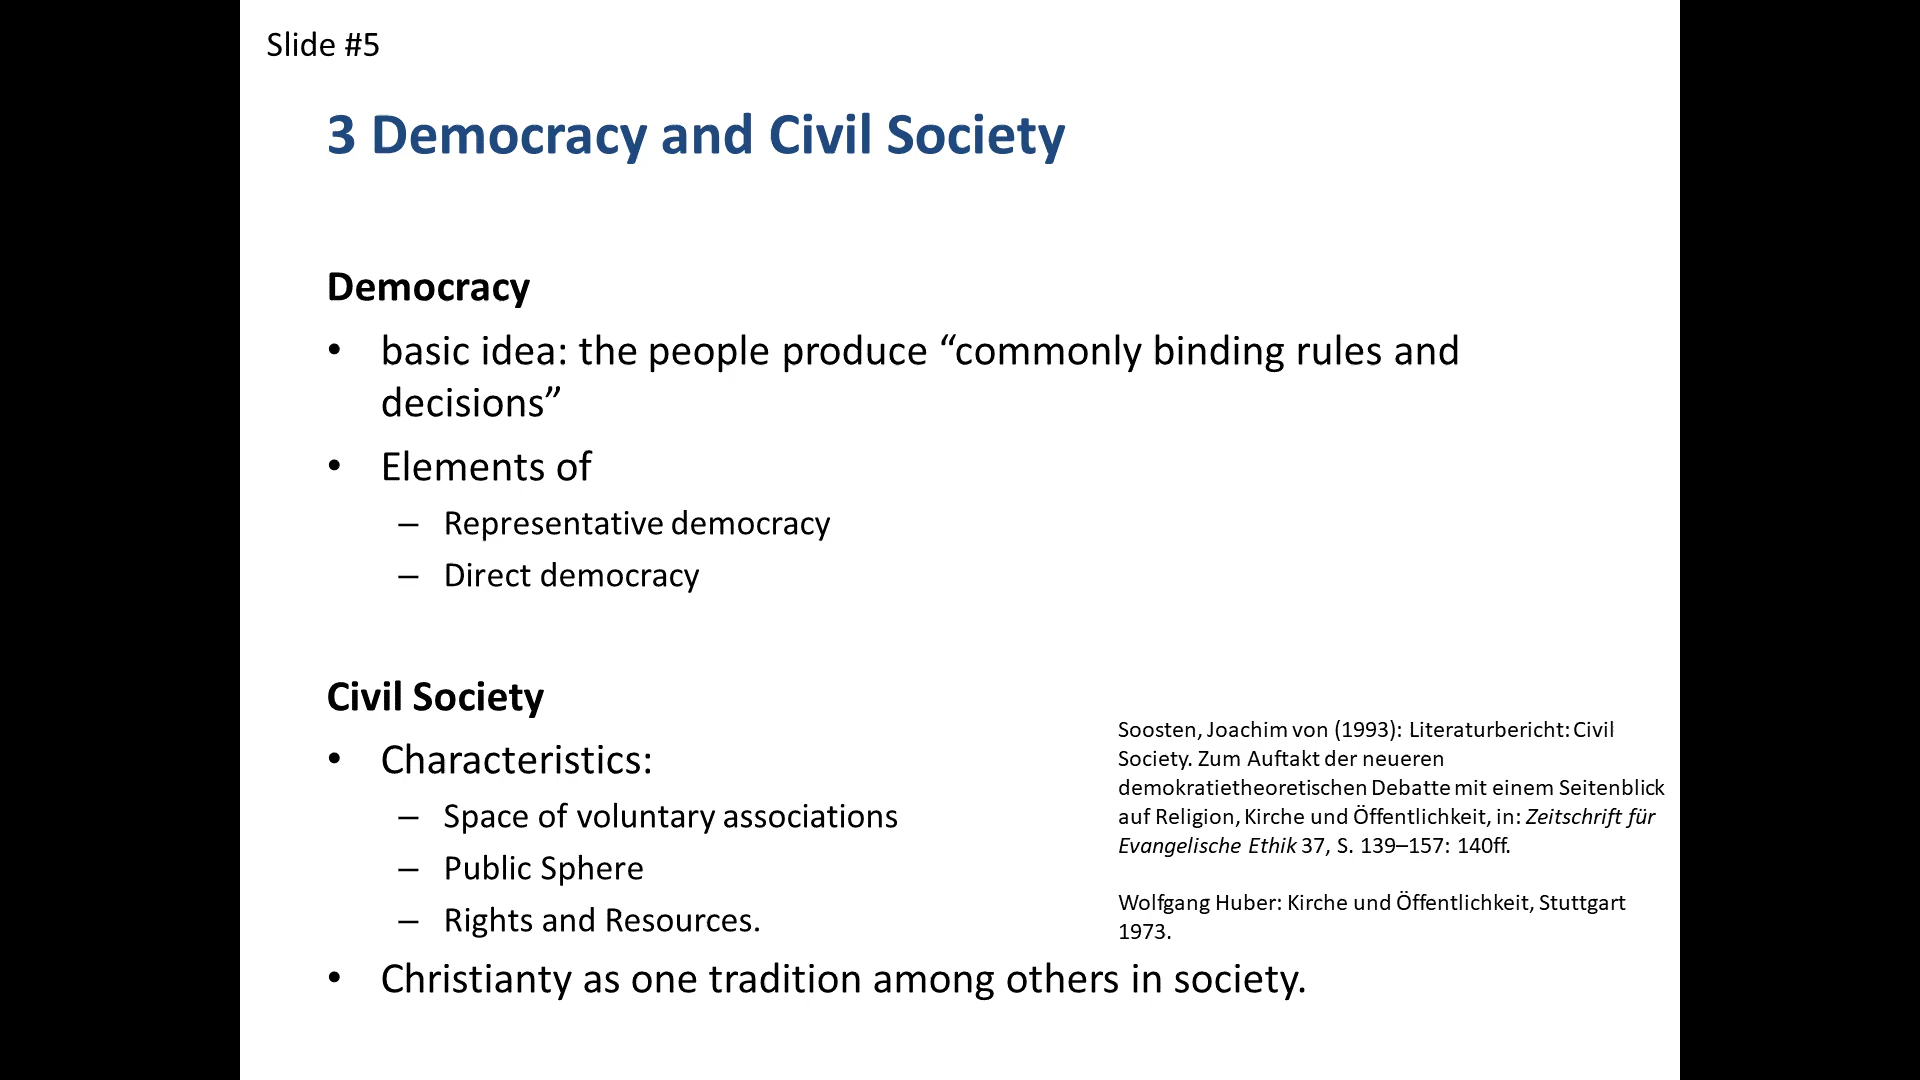 Slide #5
3 Democracy and Civil Society
Democracy
• basic idea: the people produce “commonly binding rules and
decisions”
• Elements of
– Representative democracy
– Direct democracy
Civil Society
• Characteristics:
– Space of voluntary associations
– Public Sphere
– Rights and Resources.
• Christianty as one tradition among others in society.
Soosten, Joachim von (1993): Literaturbericht: Civil
Society. Zum Auftakt der neueren
demokratietheoretischen Debatte mit einem Seitenblick
auf Religion, Kirche und Öffentlichkeit, in: Zeitschrift für
Evangelische Ethik 37, S. 139–157: 140ff.
Wolfgang Huber: Kirche und Öffentlichkeit, Stuttgart
1973.